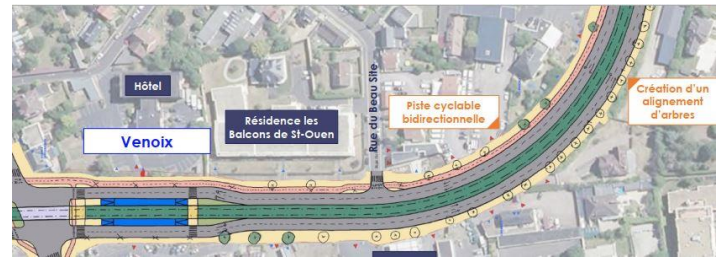 Hôtel
Résidence les
Balcons de St-Ouen
Venoix
Rue du Beau Site
Piste cyclable
bidirectionnelle
Création d'un
alignement
d'arbres